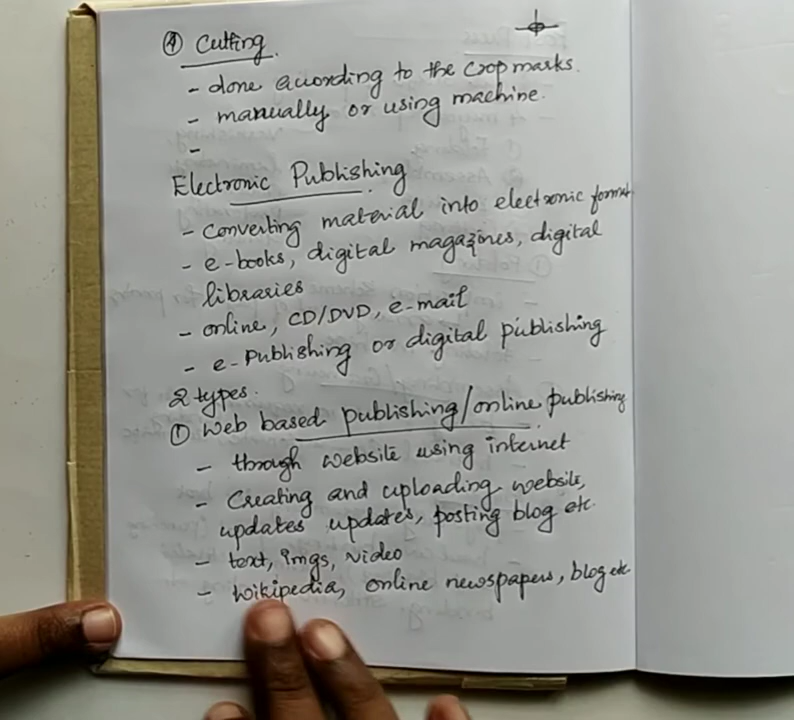 ④ Cutting.
- done acuording to the crop marks.
- manually or using machine.
-
Electronic Publishing
- Converting material into electronic format
- e-books, digital magazines, digital
libraries
- online, CD/DVD, e-mail
- e-Publishing or digital publishing
2 types.
① Web based publishing/online publishing
- through website using internet
- Creating and uploading website,
updates updates, posting blog etc.
- text, imgs, video
- wikipedia, online newspapers, blog etc